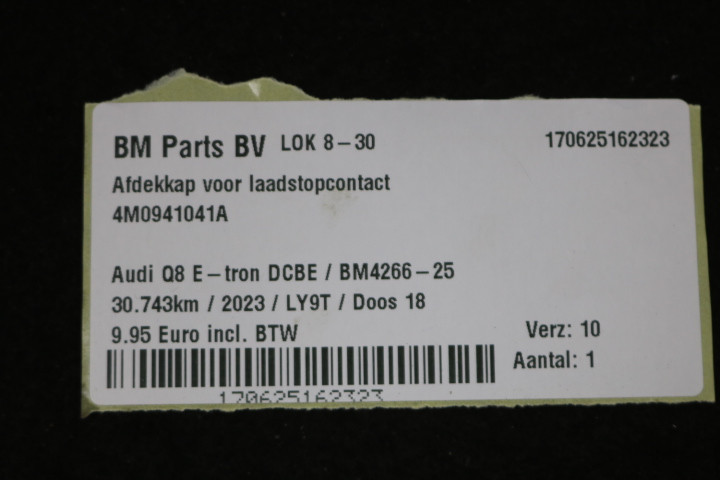 BM Parts BV LOK 8-30 170625162323
Afdekkap voor laadstopcontact
4M0941041A
Audi Q8 E-tron DCBE / BM4266-25
30.743km / 2023 / LY9T / Doos 18
9.95 Euro incl. BTW Verz: 10
Aantal: 1
170625162323